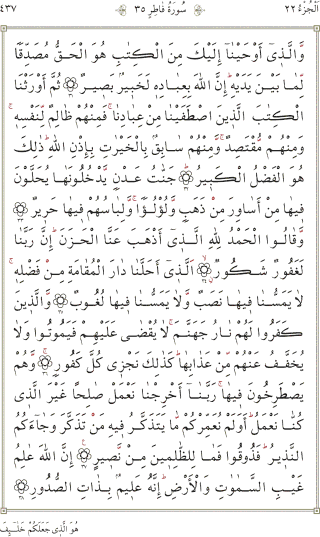 اَلْجُزْءُ ٢٢ سُورَةُ فَاطِرٍ ٣٥ ٤٣٧
وَالَّذ۪ٓي اَوْحَيْنَٓا اِلَيْكَ مِنَ الْكِتَابِ هُوَ الْحَقُّ مُصَدِّقًا
لِمَا بَيْنَ يَدَيْهِۜ اِنَّ اللّٰهَ بِعِبَادِه۪ لَخَب۪يرٌ بَص۪يرٌ ۞ ثُمَّ اَوْرَثْنَا
الْكِتَابَ الَّذ۪ينَ اصْطَفَيْنَا مِنْ عِبَادِنَاۚ فَمِنْهُمْ ظَالِمٌ لِنَفْسِه۪ۚ
وَمِنْهُمْ مُقْتَصِدٌۚ وَمِنْهُمْ سَابِقٌ بِالْخَيْرَاتِ بِاِذْنِ اللّٰهِۜ ذٰلِكَ
هُوَ الْفَضْلُ الْكَب۪يرُۜ ۞ جَنَّاتُ عَدْنٍ يَدْخُلُونَهَا يُحَلَّوْنَ
ف۪يهَا مِنْ اَسَاوِرَ مِنْ ذَهَبٍ وَلُؤْلُؤً۬اۚ وَلِبَاسُهُمْ ف۪يهَا حَر۪يرٌ ۞
وَقَالُوا الْحَمْدُ لِلّٰهِ الَّذ۪ٓي اَذْهَبَ عَنَّا الْحَزَنَۜ اِنَّ رَبَّنَا
لَغَفُورٌ شَكُورٌۙ ۞ اَلَّذ۪ٓي اَحَلَّنَا دَارَ الْمُقَامَةِ مِنْ فَضْلِه۪ۚ
لَا يَمَسُّنَا ف۪يهَا نَصَبٌ وَلَا يَمَسُّنَا ف۪يهَا لُغُوبٌ ۞ وَالَّذ۪ينَ
كَفَرُوا لَهُمْ نَارُ جَهَنَّمَۚ لَا يُقْضٰى عَلَيْهِمْ فَيَمُوتُوا وَلَا
يُخَفَّفُ عَنْهُمْ مِنْ عَذَابِهَاۜ كَذٰلِكَ نَجْز۪ي كُلَّ كَفُورٍۚ ۞ وَهُمْ
يَصْطَرِخُونَ ف۪يهَاۚ رَبَّنَٓا اَخْرِجْنَا نَعْمَلْ صَالِحًا غَيْرَ الَّذ۪ي
كُنَّا نَعْمَلُۜ اَوَلَمْ نُعَمِّرْكُمْ مَا يَتَذَكَّرُ ف۪يهِ مَنْ تَذَكَّرَ وَجَٓاءَكُمُ
النَّذ۪يرُۜ فَذُوقُوا فَمَا لِلظَّالِم۪ينَ مِنْ نَص۪يرٍ۟ ۞ اِنَّ اللّٰهَ عَالِمُ
غَيْبِ السَّمٰوَاتِ وَالْاَرْضِۜ اِنَّهُ عَل۪يمٌ بِذَاتِ الصُّدُورِ ۞
هُوَ الَّذ۪ي جَعَلَكُمْ خَلَٓائِفَ